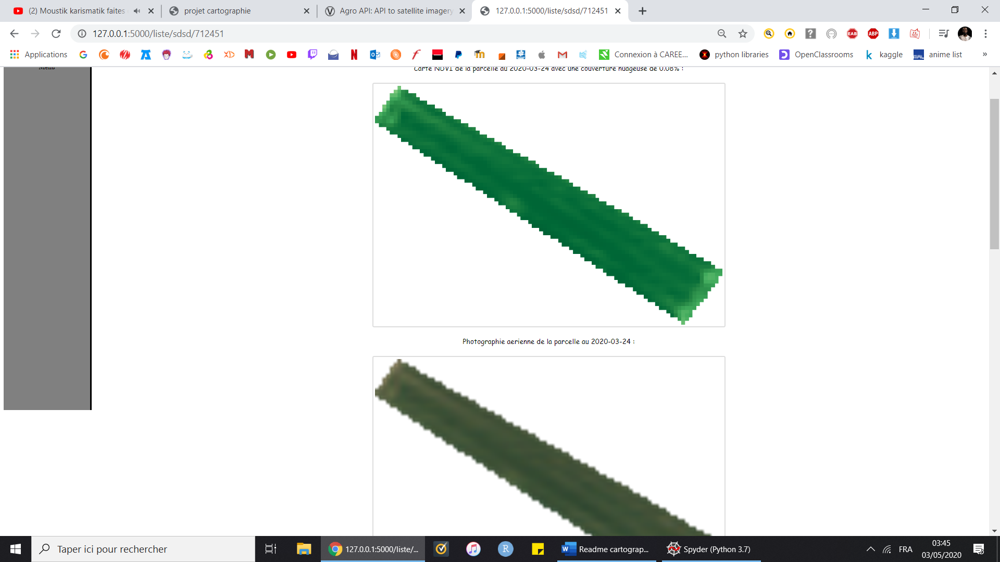 (2) Moustik karismatik faites
projet cartographie
Agro API: API to satellite imagery
127.0.0.1:5000/liste/sdsd/712451
127.0.0.1:5000/liste/sdsd/712451
EAB
ABP
Applications
Connexion à CAREE...
python libraries
OpenClassrooms
kaggle
anime list
»
Menu
Carte NDVI de la parcelle au 2020-03-24 avec une couverture nuageuse de 0.08% :
Photographie aerienne de la parcelle au 2020-03-24 :
Taper ici pour rechercher
127.0.0.1:5000/liste/...
Readme cartograp...
Spyder (Python 3.7)
FRA
03:45
03/05/2020